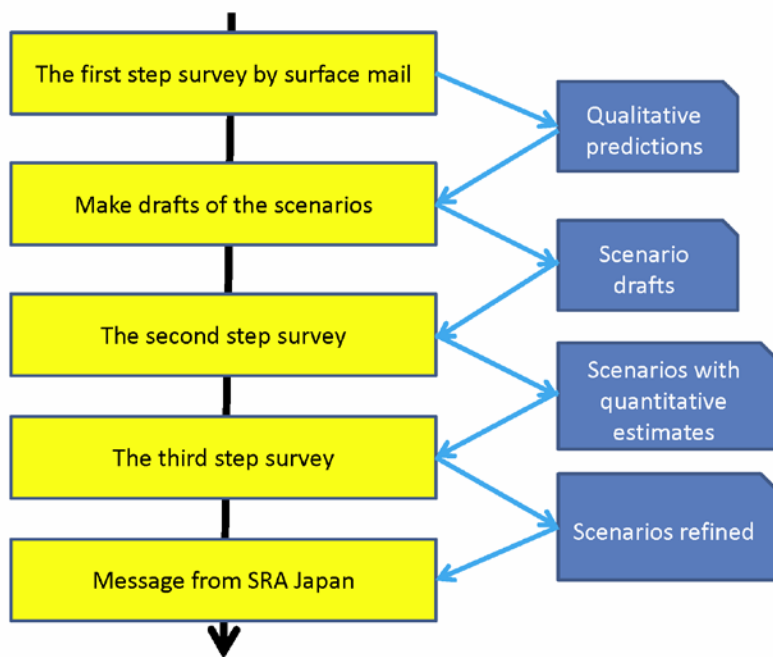 The first step survey by surface mail
Qualitative
predictions
Make drafts of the scenarios
Scenario
drafts
The second step survey
Scenarios with
quantitative
estimates
The third step survey
Scenarios refined
Message from SRA Japan